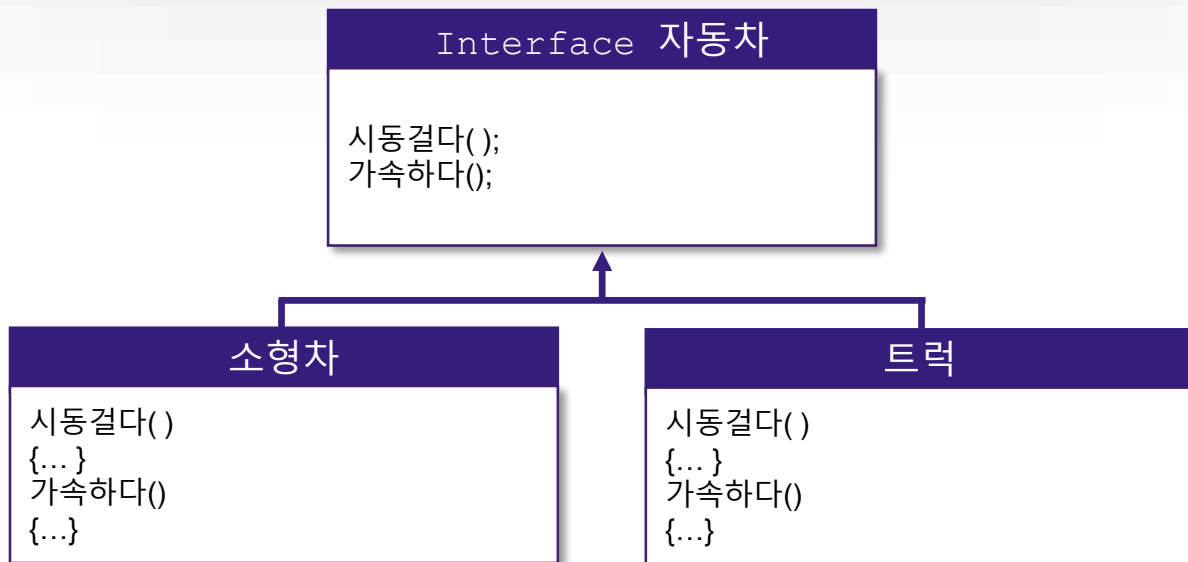 Interface 자동차
시동걸다( );
가속하다();
소형차
시동걸다( )
{... }
가속하다()
{...}
트럭
시동걸다( )
{... }
가속하다()
{...}